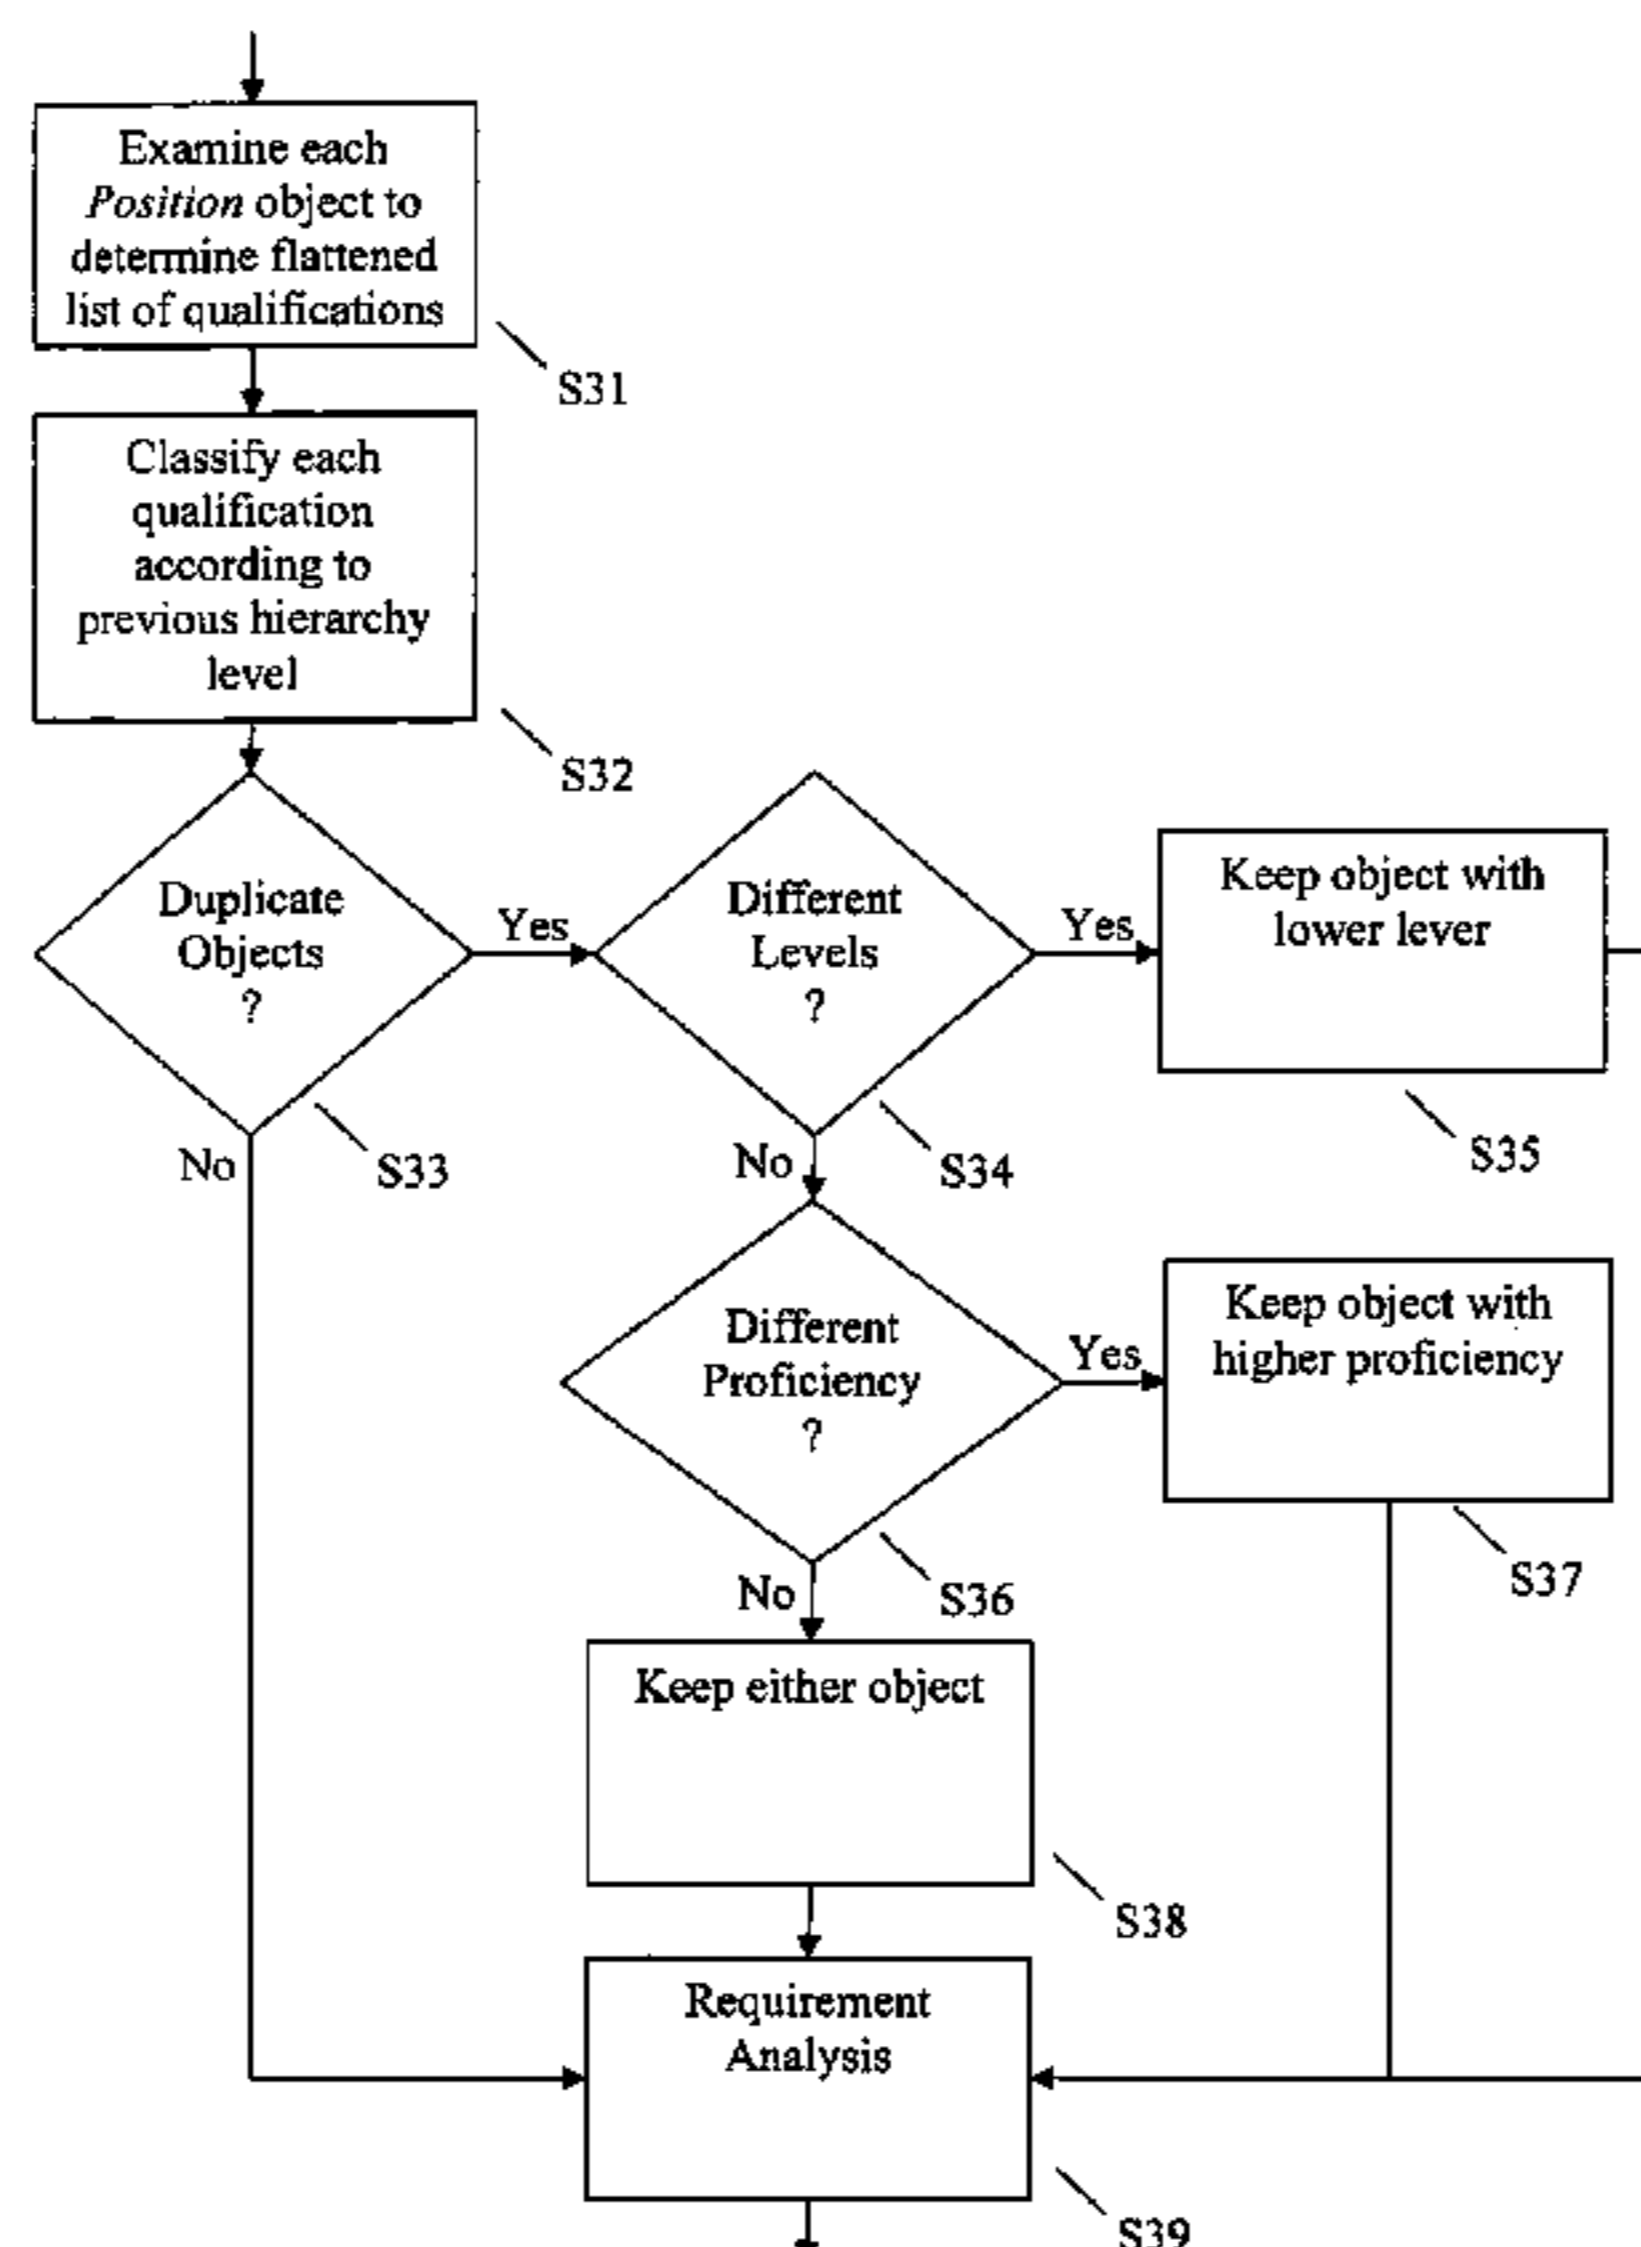 Examine each
Position object to
determine flattened
list of qualifications
S31
Classify each
qualification
according to
previous hierarchy
level
S32
Duplicate
Objects
?
Yes
No
S33
Different
Levels
?
Yes
No
S34
Keep object with
lower lever
S35
Different
Proficiency
?
Yes
No
S36
Keep object with
higher proficiency
S37
Keep either object
S38
Requirement
Analysis
S39